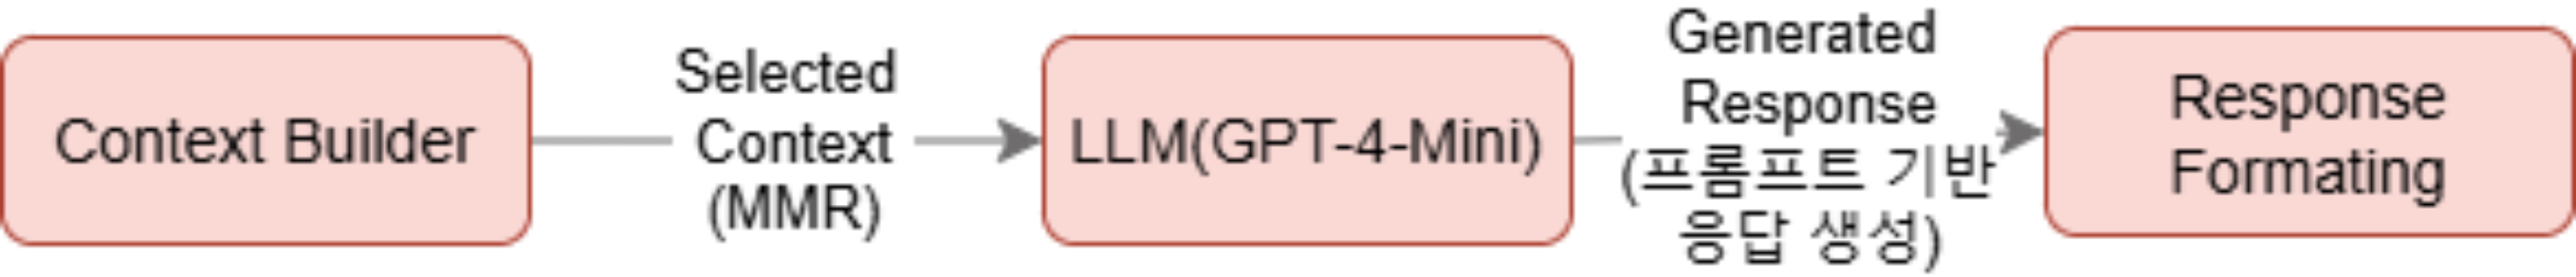 Context Builder
Selected
Context
(MMR)
LLM(GPT-4-Mini)
Generated
Response
(프롬프트 기반
응답 생성)
Response
Formating